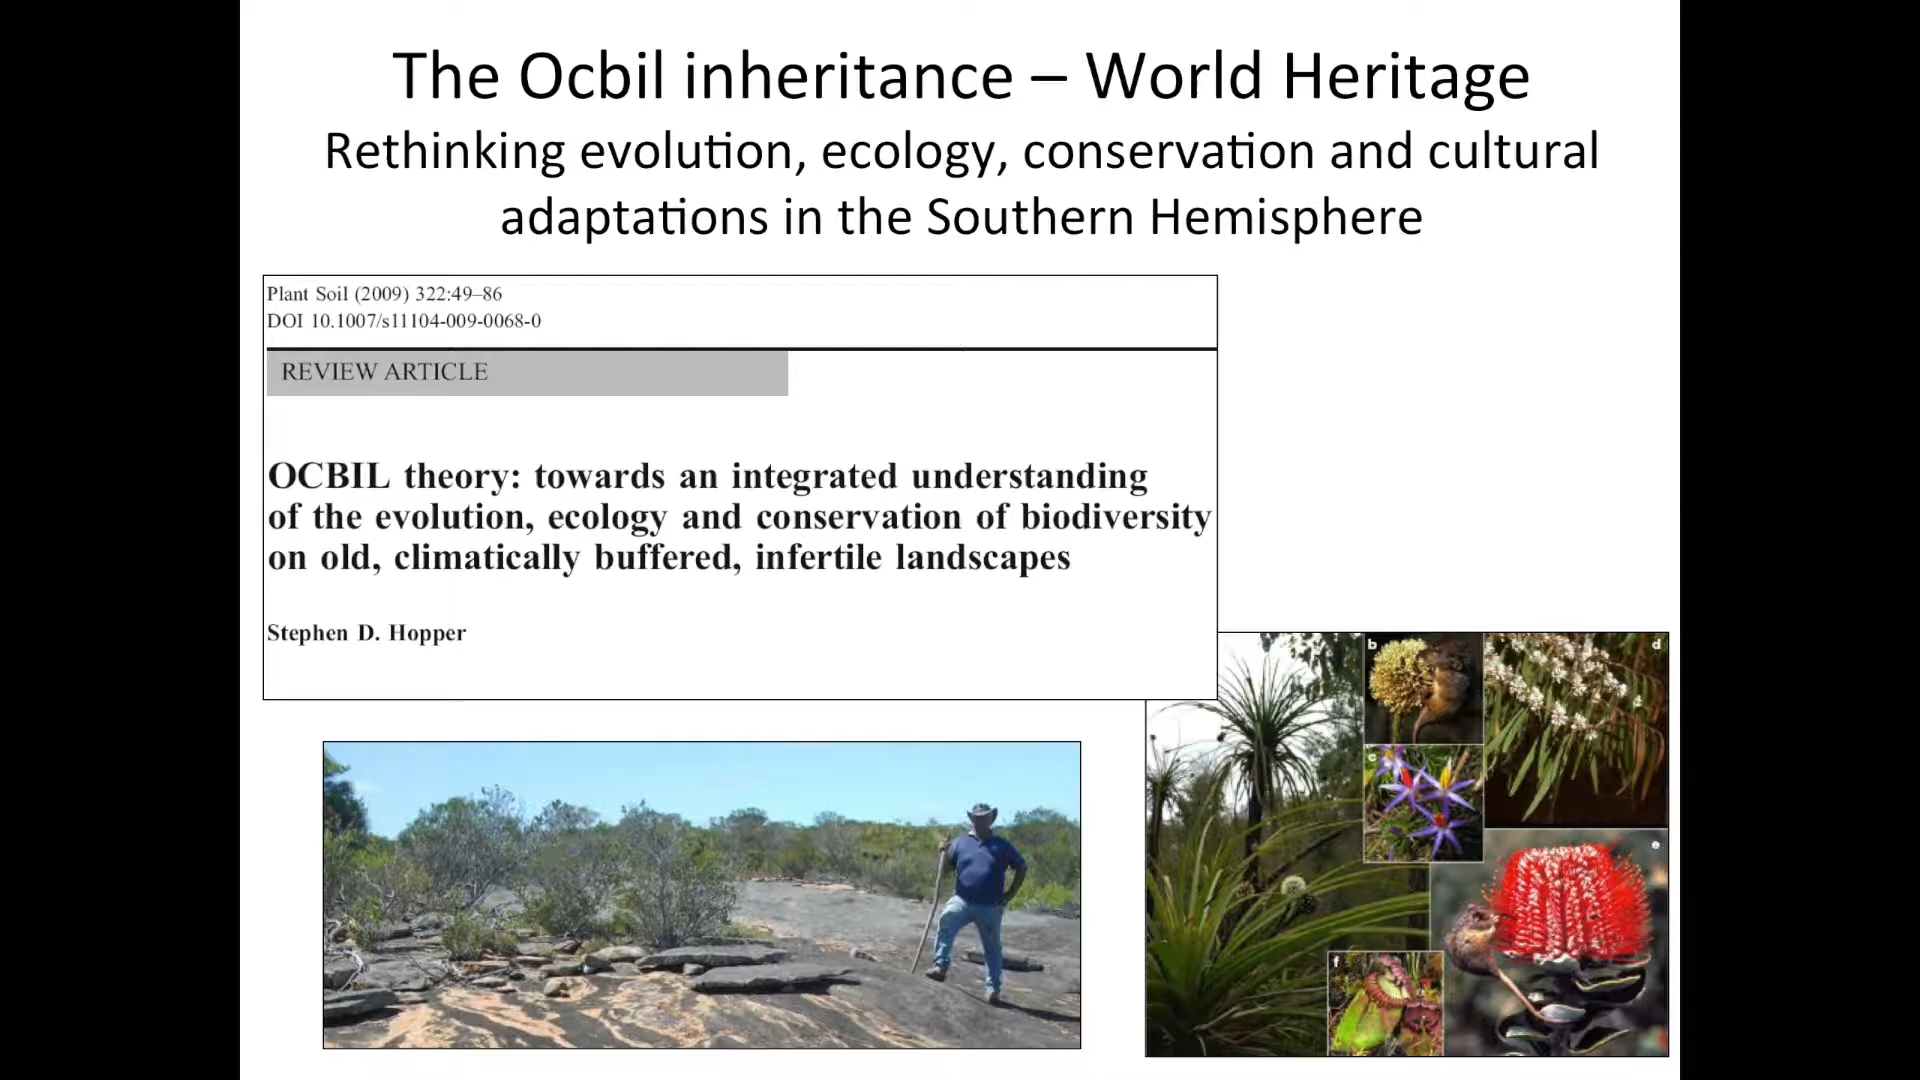 The Ocbil inheritance – World Heritage
Rethinking evolution, ecology, conservation and cultural
adaptations in the Southern Hemisphere
Plant Soil (2009) 322:49–86
DOI 10.1007/s11104-009-0068-0
REVIEW ARTICLE
OCBIL theory: towards an integrated understanding
of the evolution, ecology and conservation of biodiversity
on old, climatically buffered, infertile landscapes
Stephen D. Hopper
b
d
c
e
f